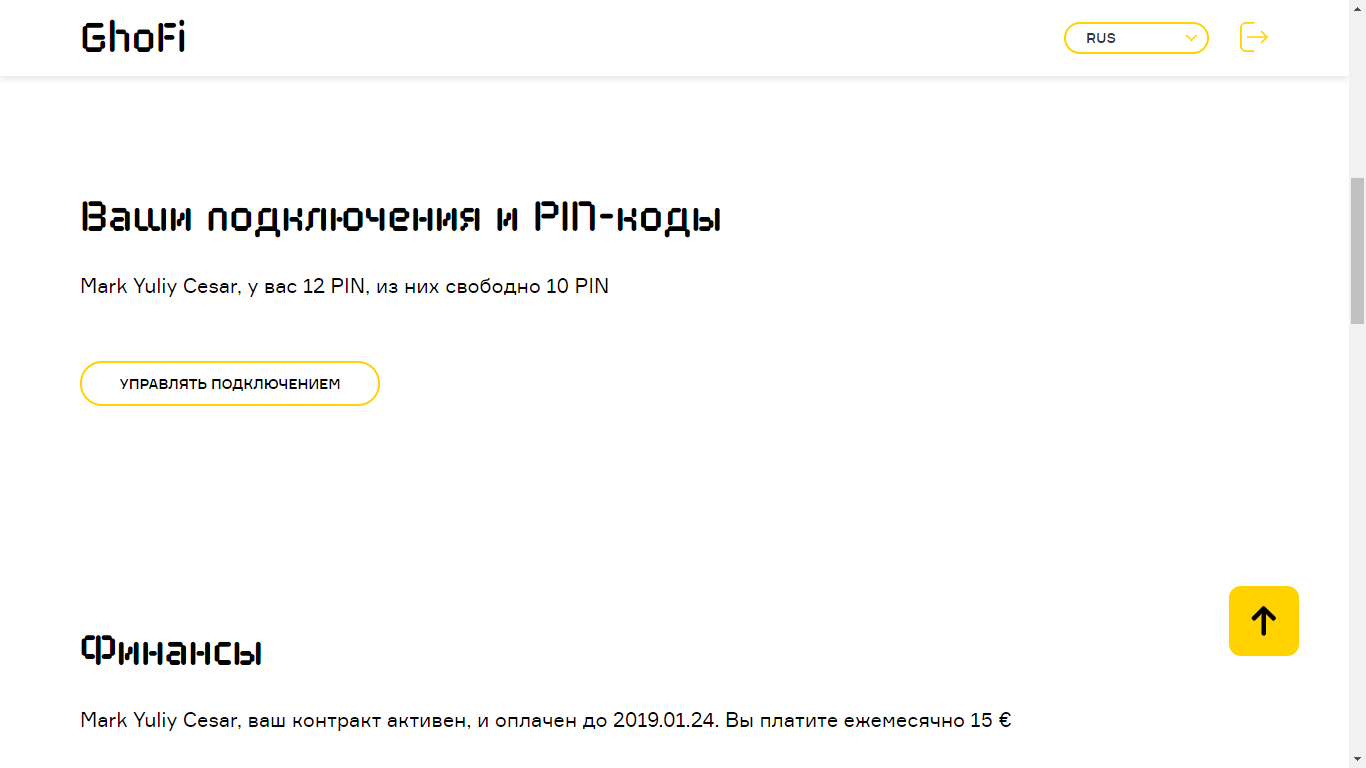 GhoFi
RUS
Ваши подключения и PIN-коды
Mark Yuliy Cesar, у вас 12 PIN, из них свободно 10 PIN
УПРАВЛЯТЬ ПОДКЛЮЧЕНИЕМ
Финансы
Mark Yuliy Cesar, ваш контракт активен, и оплачен до 2019.01.24. Вы платите ежемесячно 15 €